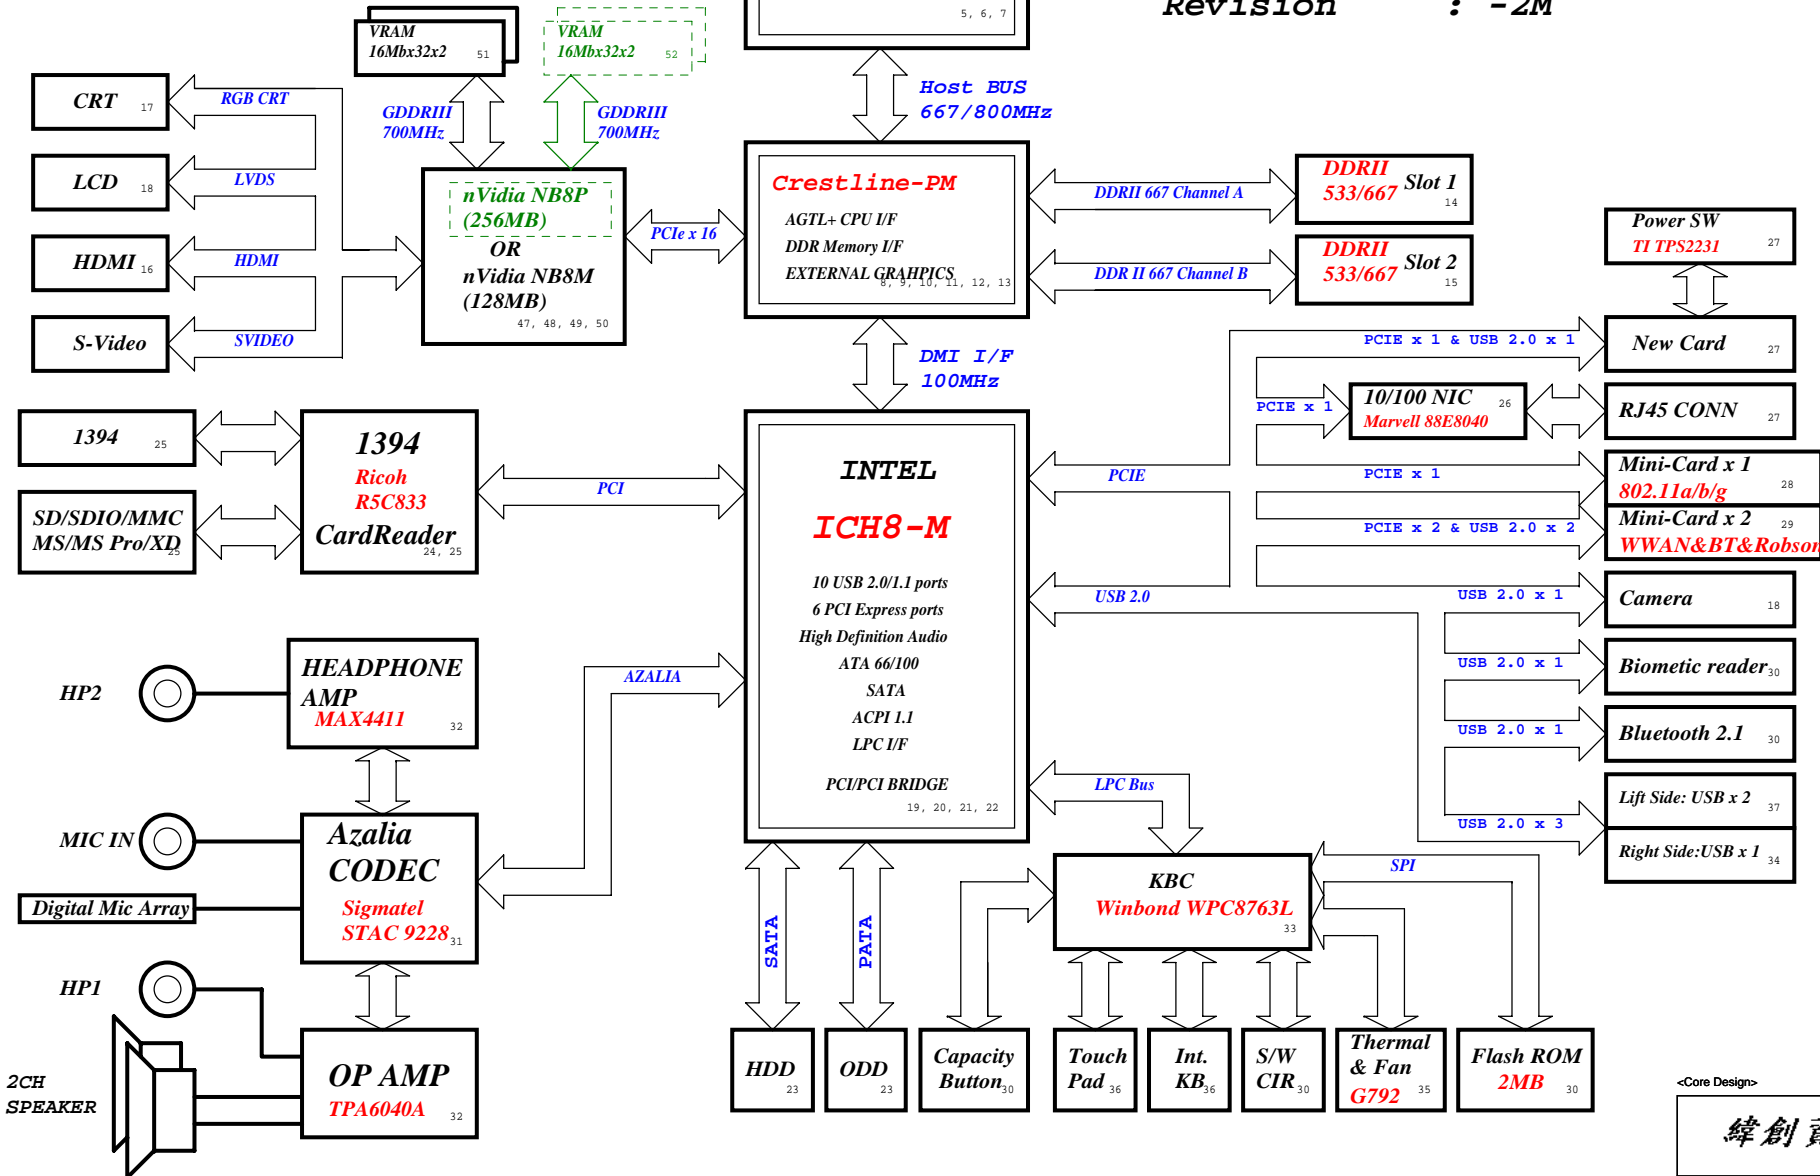 Revision : -2M
5, 6, 7
VRAM
16Mbx32x2
51
VRAM
16Mbx32x2
52
GDDRIII
700MHz
GDDRIII
700MHz
Host BUS
667/800MHz
CRT
17
RGB CRT
LCD
18
LVDS
HDMI
16
HDMI
S-Video
SVIDEO
nVidia NB8P
(256MB)
OR
nVidia NB8M
(128MB)
47, 48, 49, 50
PCIe x 16
Crestline-PM
AGTL+ CPU I/F
DDR Memory I/F
EXTERNAL GRAHPICS
8, 9, 10, 11, 12, 13
DDRII 667 Channel A
DDRII
533/667
Slot 1
14
DDR II 667 Channel B
DDRII
533/667
Slot 2
15
Power SW
TI TPS2231
27
DMI I/F
100MHz
PCIE x 1 & USB 2.0 x 1
New Card
27
PCIE x 1
10/100 NIC
26
Marvell 88E8040
RJ45 CONN
27
1394
25
1394
Ricoh
R5C833
CardReader
24, 25
SD/SDIO/MMC
MS/MS Pro/XD
25
PCI
INTEL
ICH8-M
10 USB 2.0/1.1 ports
6 PCI Express ports
High Definition Audio
ATA 66/100
SATA
ACPI 1.1
LPC I/F
PCI/PCI BRIDGE
19, 20, 21, 22
PCIE
PCIE x 1
Mini-Card x 1
802.11a/b/g
28
PCIE x 2 & USB 2.0 x 2
Mini-Card x 2
29
WWAN&BT&Robson
USB 2.0
USB 2.0 x 1
Camera
18
USB 2.0 x 1
Biometic reader
30
USB 2.0 x 1
Bluetooth 2.1
30
Lift Side: USB x 2
37
USB 2.0 x 3
Right Side:USB x 1
34
HP2
HEADPHONE
AMP
MAX4411
32
AZALIA
MIC IN
Azalia
CODEC
Sigmatel
STAC 9228
31
Digital Mic Array
HP1
OP AMP
TPA6040A
32
2CH
SPEAKER
LPC Bus
KBC
Winbond WPC8763L
33
SPI
SATA
PATA
HDD
23
ODD
23
Capacity
Button
30
Touch
Pad
36
Int.
KB
36
S/W
CIR
30
Thermal
& Fan
G792
35
Flash ROM
2MB
30
<Core Design>
緯創資